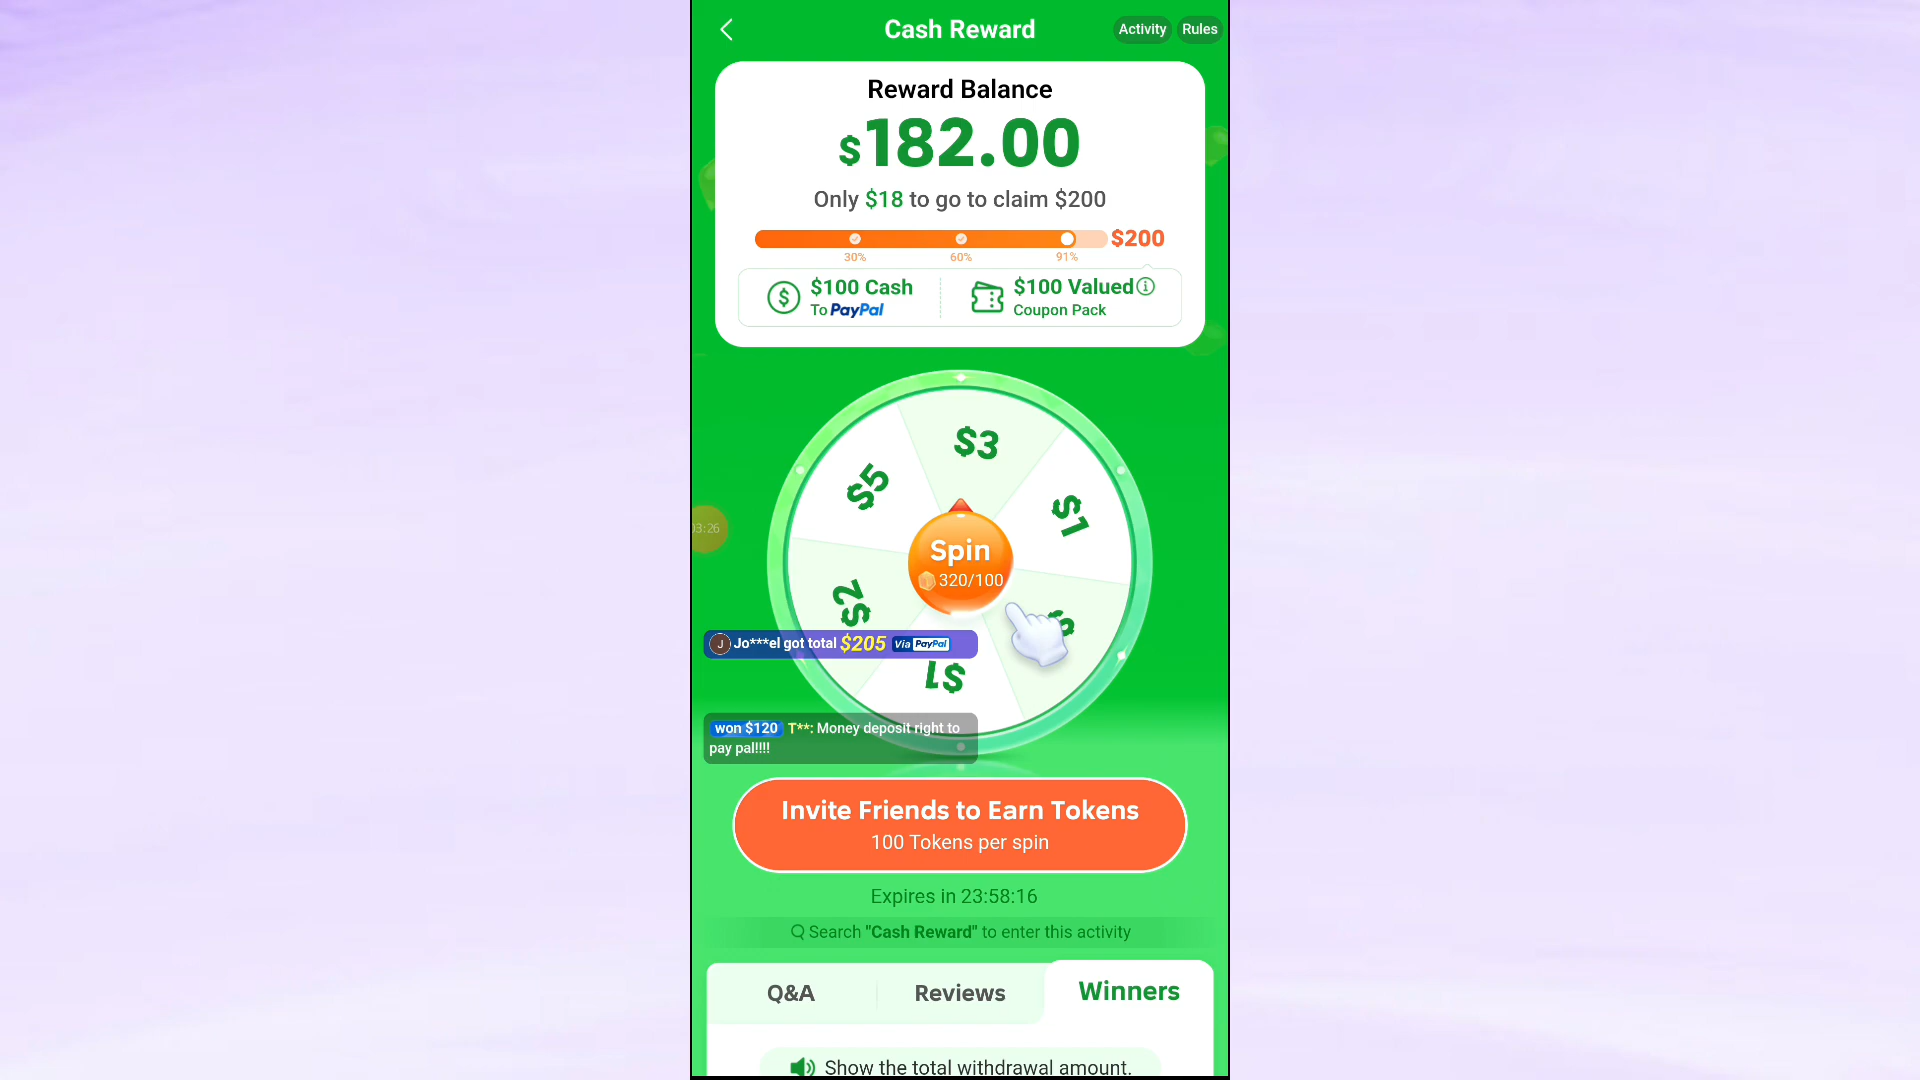 Cash Reward
Activity
Rules
Reward Balance
$182.00
Only $18 to go to claim $200
$200
30%
60%
91%
$100 Cash
To PayPal
$100 Valued
Coupon Pack
$3
$5
$1
Spin
320/100
03:26
$2
Jo***el got total $205 Via PayPal
$1
won $120 T**: Money deposit right to
pay pal!!!!
Invite Friends to Earn Tokens
100 Tokens per spin
Expires in 23:58:16
Search "Cash Reward" to enter this activity
Q&A
Reviews
Winners
Show the total withdrawal amount.